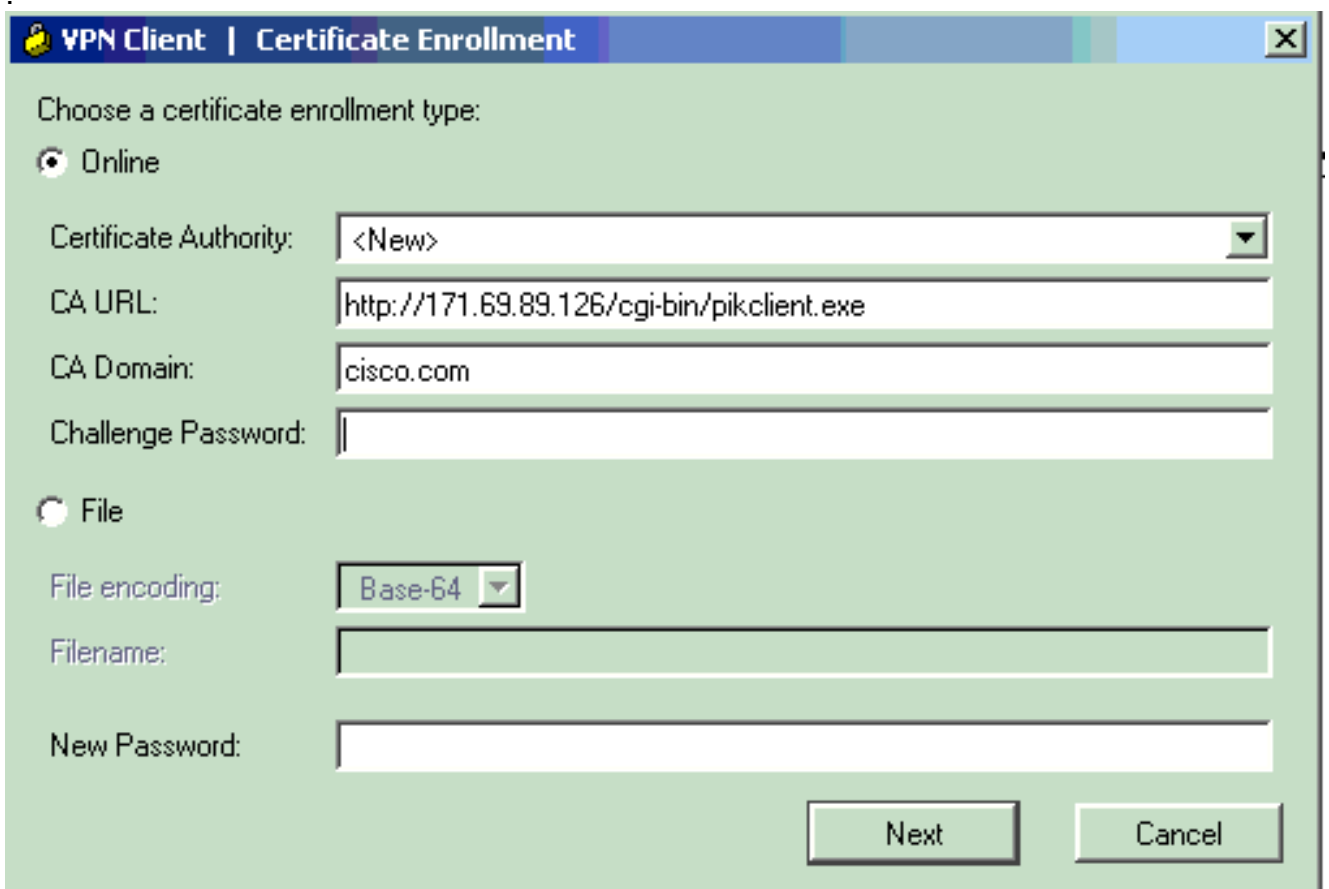 VPN Client | Certificate Enrollment
Choose a certificate enrollment type:
Online
Certificate Authority: <New>
CA URL: http://171.69.89.126/cgi-bin/pikclient.exe
CA Domain: cisco.com
Challenge Password:
File
File encoding: Base-64
Filename:
New Password:
Next Cancel